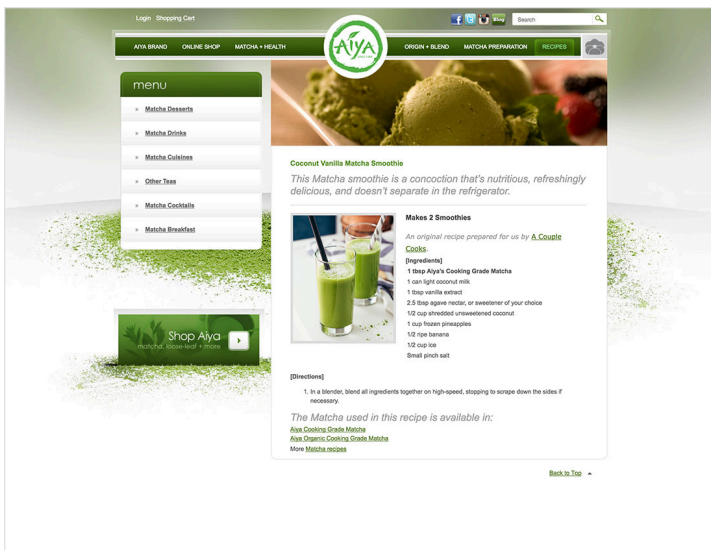 Login Shopping Cart
Blog
Search
AIYA BRAND
ONLINE SHOP
MATCHA + HEALTH
AIYA
ORIGIN + BLEND
MATCHA PREPARATION
RECIPES
menu
» Matcha Desserts
» Matcha Drinks
» Matcha Cuisines
» Other Teas
» Matcha Cocktails
» Matcha Breakfast
Shop Aiya
matcha, loose-leaf + more
Coconut Vanilla Matcha Smoothie
This Matcha smoothie is a concoction that's nutritious, refreshingly
delicious, and doesn't separate in the refrigerator.
Makes 2 Smoothies
An original recipe prepared for us by A Couple
Cooks.
[Ingredients]
1 tbsp Aiya's Cooking Grade Matcha
1 can light coconut milk
1 tbsp vanilla extract
2.5 tbsp agave nectar, or sweetener of your choice
1/2 cup shredded unsweetened coconut
1 cup frozen pineapples
1/2 ripe banana
1/2 cup ice
Small pinch salt
[Directions]
1. In a blender, blend all ingredients together on high-speed, stopping to scrape down the sides if
necessary.
The Matcha used in this recipe is available in:
Aiya Cooking Grade Matcha
Aiya Organic Cooking Grade Matcha
More Matcha recipes
Back to Top